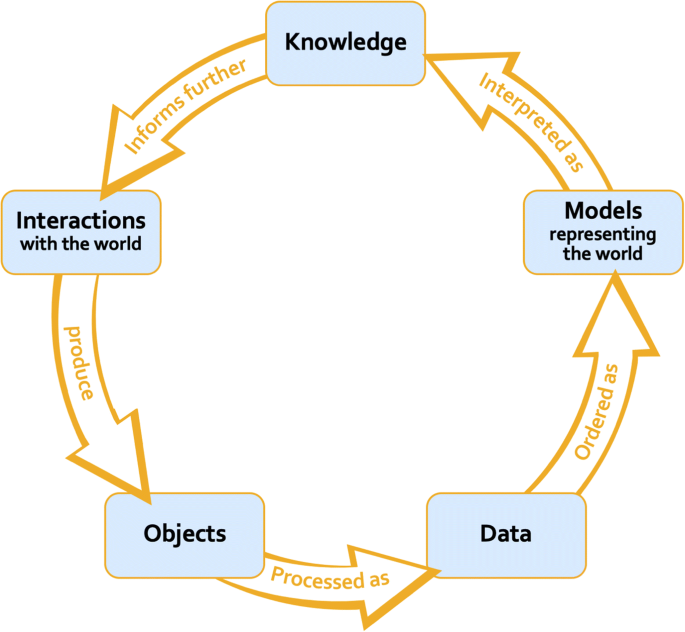 Knowledge
Informs further
Interpreted as
Interactions
with the world
Models
representing
the world
produce
Ordered as
Objects
Data
Processed as